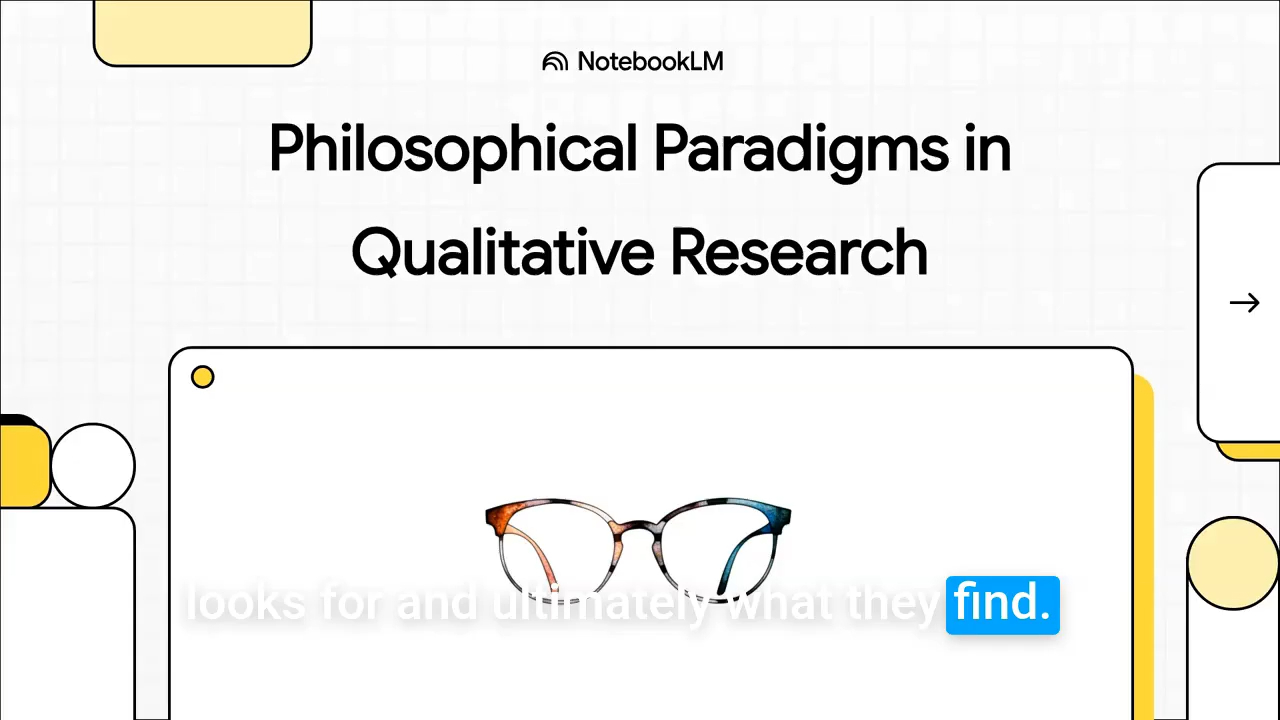 NotebookLM
Philosophical Paradigms in
Qualitative Research
looks for and ultimately what they find.